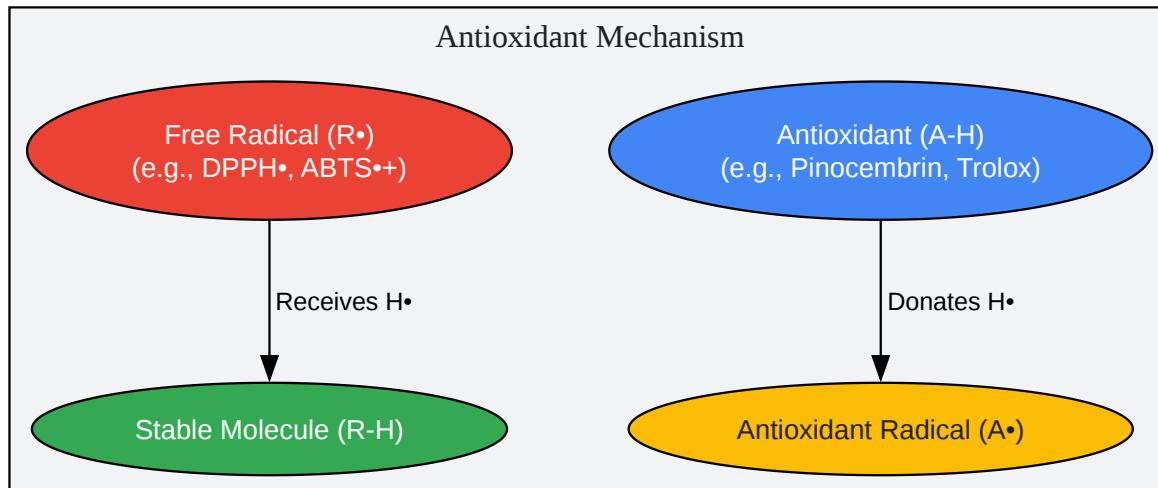 Antioxidant Mechanism
Free Radical (R•)
(e.g., DPPH•, ABTS•+)
Antioxidant (A-H)
(e.g., Pinocembrin, Trolox)
Receives H•
Donates H•
Stable Molecule (R-H)
Antioxidant Radical (A•)